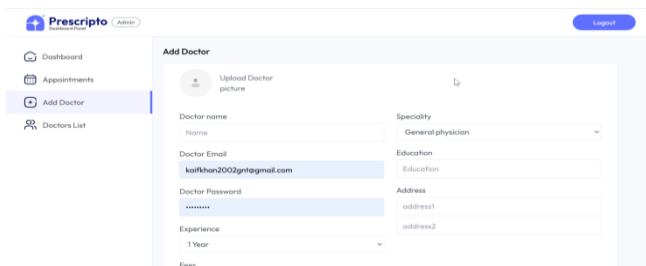 Prescripto Admin
Dashboard Panel
Logout
Dashboard
Appointments
Add Doctor
Doctors List
Add Doctor
Upload Doctor
picture
Doctor name
Name
Doctor Email
kaifkhan2002gnt@gmail.com
Doctor Password
•••••••••
Experience
1 Year
Fees
Speciality
General physician
Education
Education
Address
address1
address2